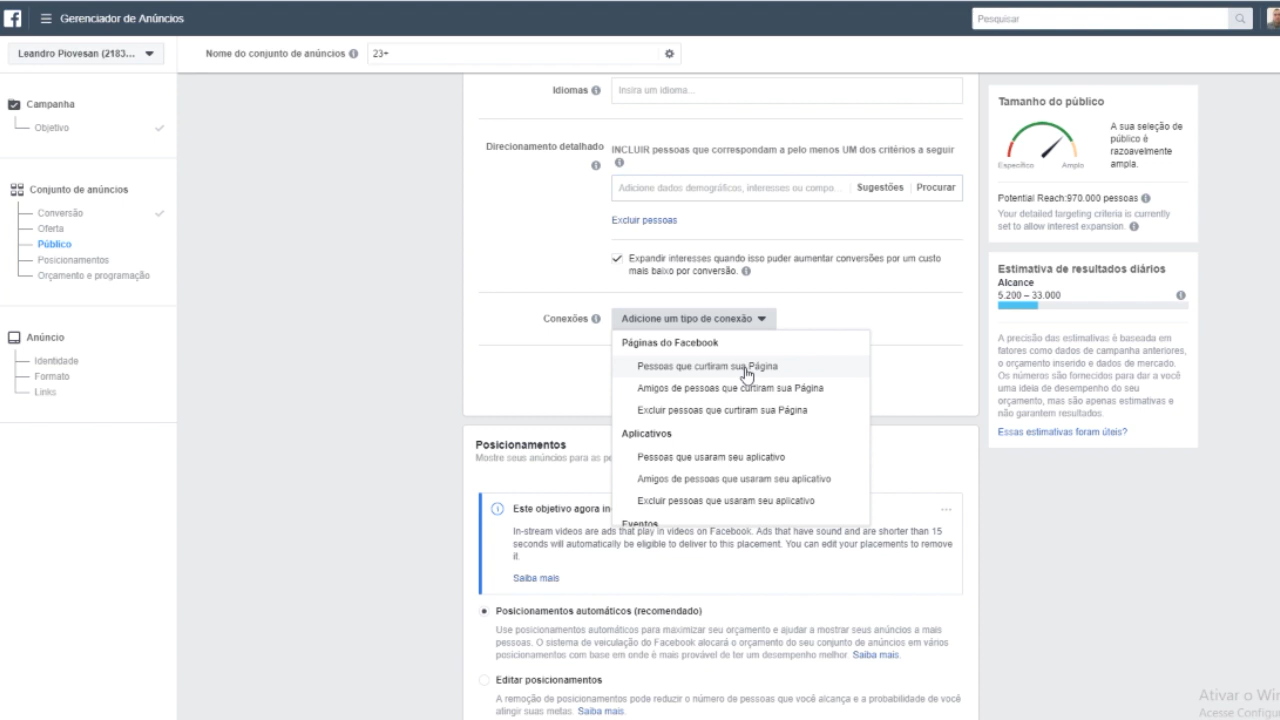 Gerenciador de Anúncios
Pesquisar
Leandro Piovesan (2183...
Nome do conjunto de anúncios
23+
Campanha
Objetivo
Conjunto de anúncios
Conversão
Oferta
Público
Posicionamentos
Orçamento e programação
Anúncio
Identidade
Formato
Links
Idiomas
Insira um idioma...
Direcionamento detalhado
INCLUIR pessoas que correspondam a pelo menos UM dos critérios a seguir
Adicione dados demográficos, interesses ou compo...
Sugestões
Procurar
Excluir pessoas
Expandir interesses quando isso puder aumentar conversões por um custo
mais baixo por conversão.
Conexões
Adicione um tipo de conexão
Páginas do Facebook
Pessoas que curtiram sua Página
Amigos de pessoas que curtiram sua Página
Excluir pessoas que curtiram sua Página
Aplicativos
Pessoas que usaram seu aplicativo
Amigos de pessoas que usaram seu aplicativo
Excluir pessoas que usaram seu aplicativo
Eventos
Posicionamentos
Mostre seus anúncios para as pe
Este objetivo agora in
...
In-stream videos are ads that play in videos on Facebook. Ads that have sound and are shorter than 15
seconds will automatically be eligible to deliver to this placement. You can edit your placements to remove
it.
Saiba mais
Posicionamentos automáticos (recomendado)
Use posicionamentos automáticos para maximizar seu orçamento e ajudar a mostrar seus anúncios a mais
pessoas. O sistema de veiculação do Facebook alocará o orçamento do seu conjunto de anúncios em vários
posicionamentos com base em onde é mais provável de ter um desempenho melhor. Saiba mais.
Editar posicionamentos
A remoção de posicionamentos pode reduzir o número de pessoas que você alcança e a probabilidade de você
atingir suas metas. Saiba mais.
Tamanho do público
Específico
Amplo
A sua seleção de
público é
razoavelmente
ampla.
Potential Reach:970.000 pessoas
Your detailed targeting criteria is currently
set to allow interest expansion.
Estimativa de resultados diários
Alcance
5.200 – 33.000
A precisão das estimativas é baseada em
fatores como dados de campanha anteriores,
o orçamento inserido e dados de mercado.
Os números são fornecidos para dar a você
uma ideia de desempenho do seu
orçamento, mas são apenas estimativas e
não garantem resultados.
Essas estimativas foram úteis?
Ativar o Win
Acesse Configu